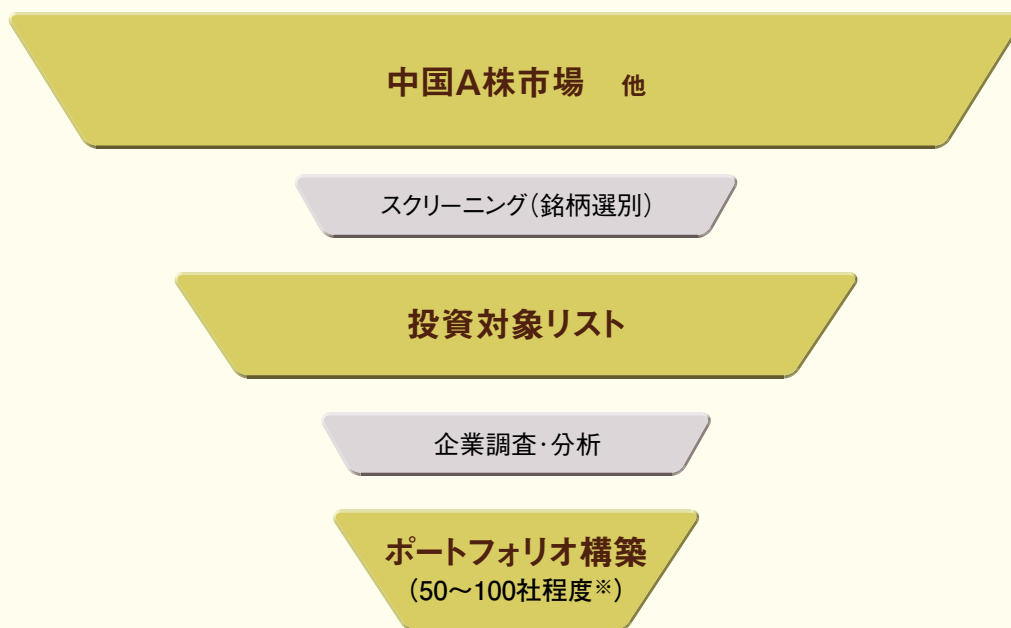 中国A株市場 他
スクリーニング(銘柄選別)
投資対象リスト
企業調査・分析
ポートフォリオ構築
(50〜100社程度※)